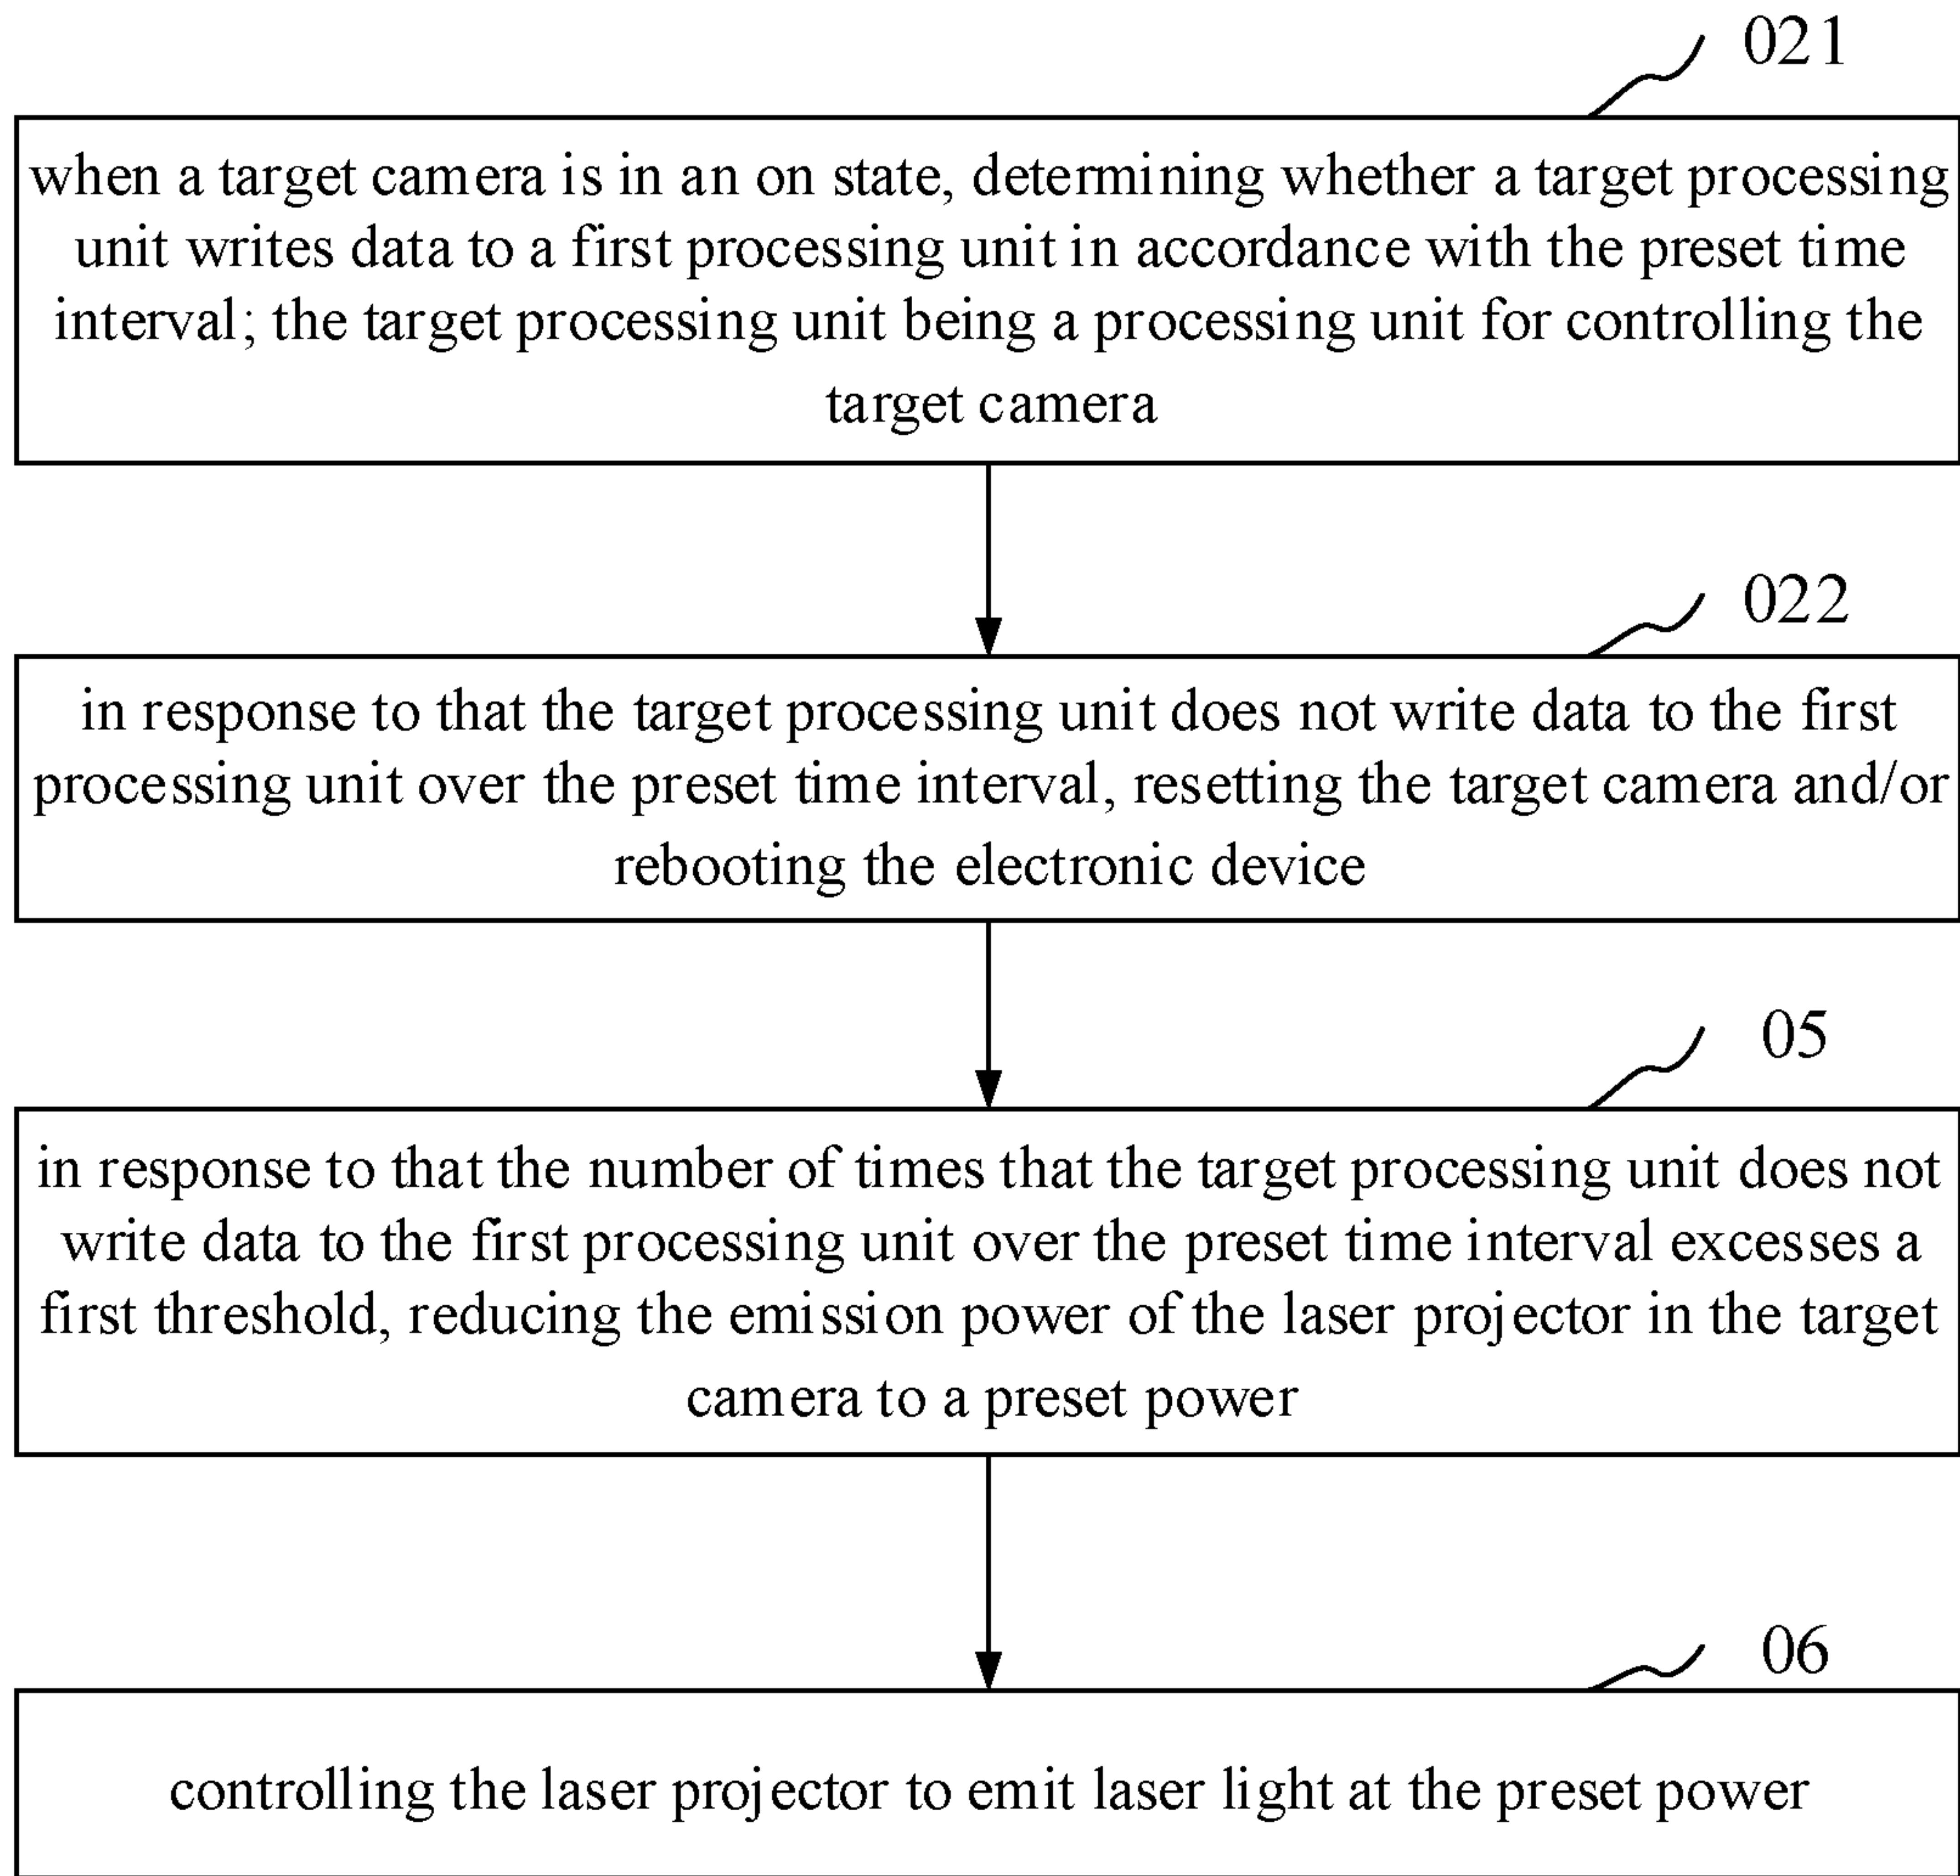 021
when a target camera is in an on state, determining whether a target processing
unit writes data to a first processing unit in accordance with the preset time
interval; the target processing unit being a processing unit for controlling the
target camera
022
in response to that the target processing unit does not write data to the first
processing unit over the preset time interval, resetting the target camera and/or
rebooting the electronic device
05
in response to that the number of times that the target processing unit does not
write data to the first processing unit over the preset time interval excesses a
first threshold, reducing the emission power of the laser projector in the target
camera to a preset power
06
controlling the laser projector to emit laser light at the preset power